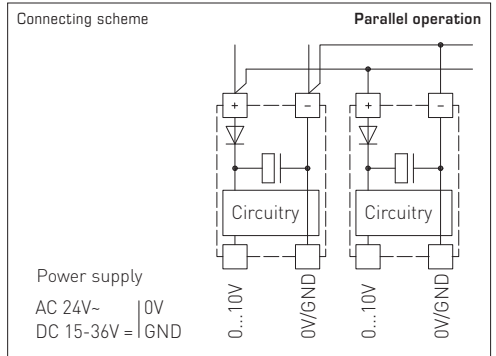 Connecting scheme
Parallel operation
+ − + −
Circuitry Circuitry
Power supply
AC 24V~ 0V
DC 15-36V = GND
0...10V
0V/GND
0...10V
0V/GND